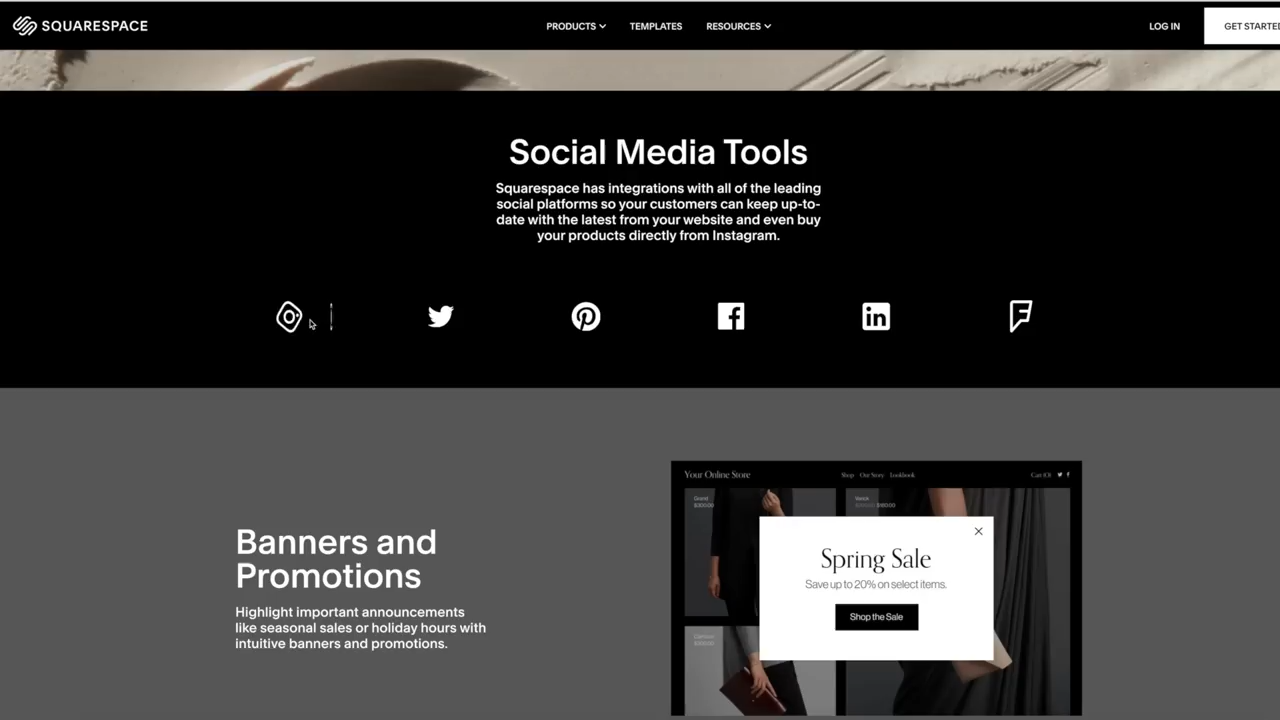 SQUARESPACE
PRODUCTS
TEMPLATES
RESOURCES
LOG IN
GET STARTED
Social Media Tools
Squarespace has integrations with all of the leading
social platforms so your customers can keep up-to-
date with the latest from your website and even buy
your products directly from Instagram.
Banners and
Promotions
Highlight important announcements
like seasonal sales or holiday hours with
intuitive banners and promotions.
Your Online Store
Shop Our Story Lookbook
Cart (0)
Spring Sale
Save up to 20% on select items.
Shop the Sale